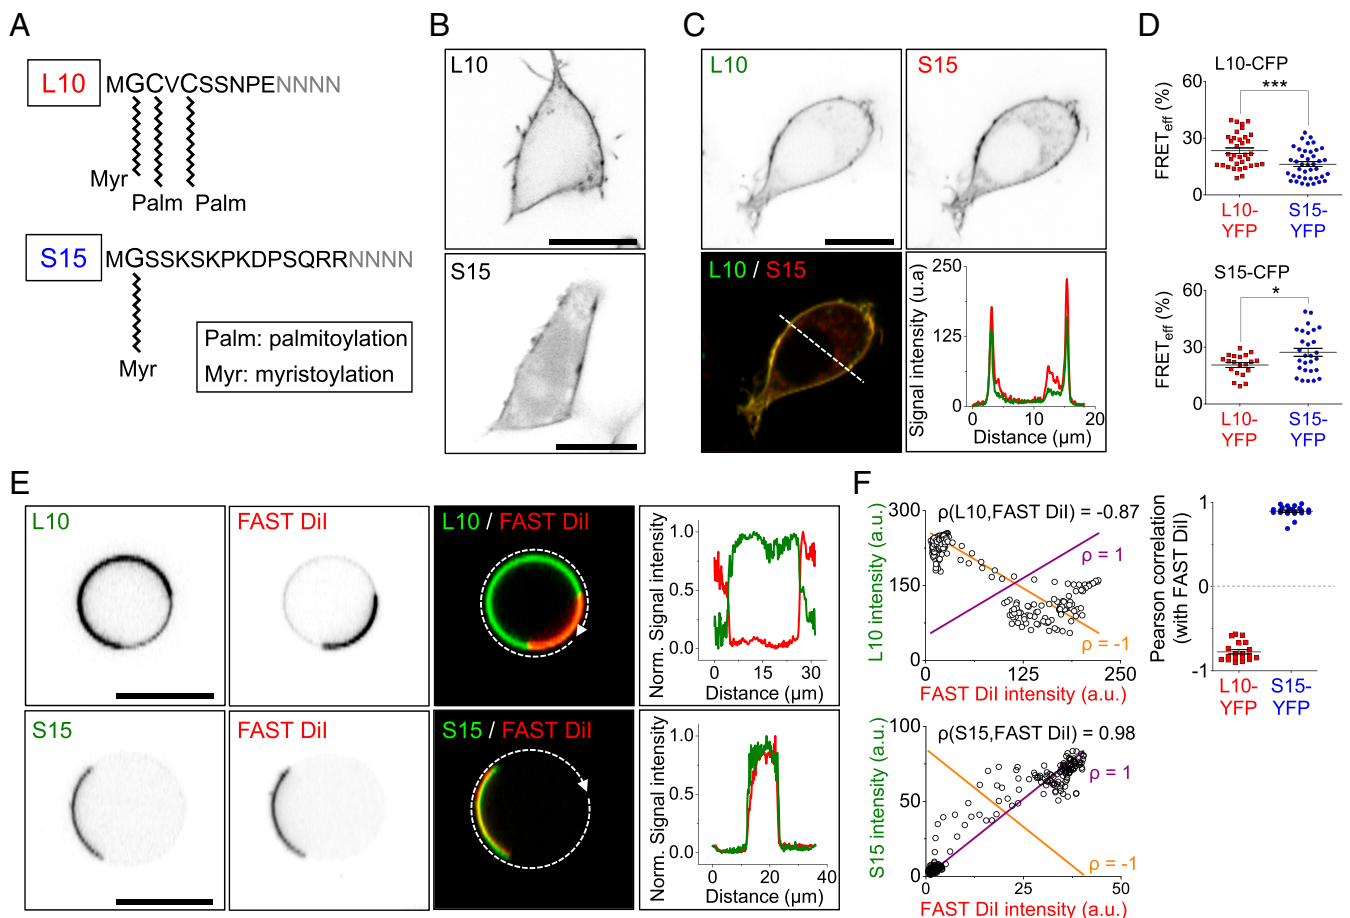 A
L10
MGCVCSSNPENNNN
Myr
Palm Palm
S15
MGSSKSKPKDPSQRRNNNN
Myr
Palm: palmitoylation
Myr: myristoylation
B
L10
S15
C
L10
S15
L10 / S15
Signal intensity (u.a)
250
125
0
0
10
20
Distance (µm)
D
L10-CFP
***
FRETeff (%)
60
30
0
L10-YFP
S15-YFP
S15-CFP
*
FRETeff (%)
60
30
0
L10-YFP
S15-YFP
E
L10
FAST DiI
L10 / FAST DiI
Norm. Signal intensity
1.0
0.5
0.0
0
15
30
Distance (µm)
S15
FAST DiI
S15 / FAST DiI
Norm. Signal intensity
1.0
0.5
0.0
0
20
40
Distance (µm)
F
L10 intensity (a.u.)
300
150
0
ρ(L10,FAST DiI) = -0.87
ρ = 1
ρ = -1
0
125
250
FAST DiI intensity (a.u.)
Pearson correlation
(with FAST DiI)
1
0
-1
L10-YFP
S15-YFP
S15 intensity (a.u.)
100
50
0
ρ(S15,FAST DiI) = 0.98
ρ = 1
ρ = -1
0
25
50
FAST DiI intensity (a.u.)